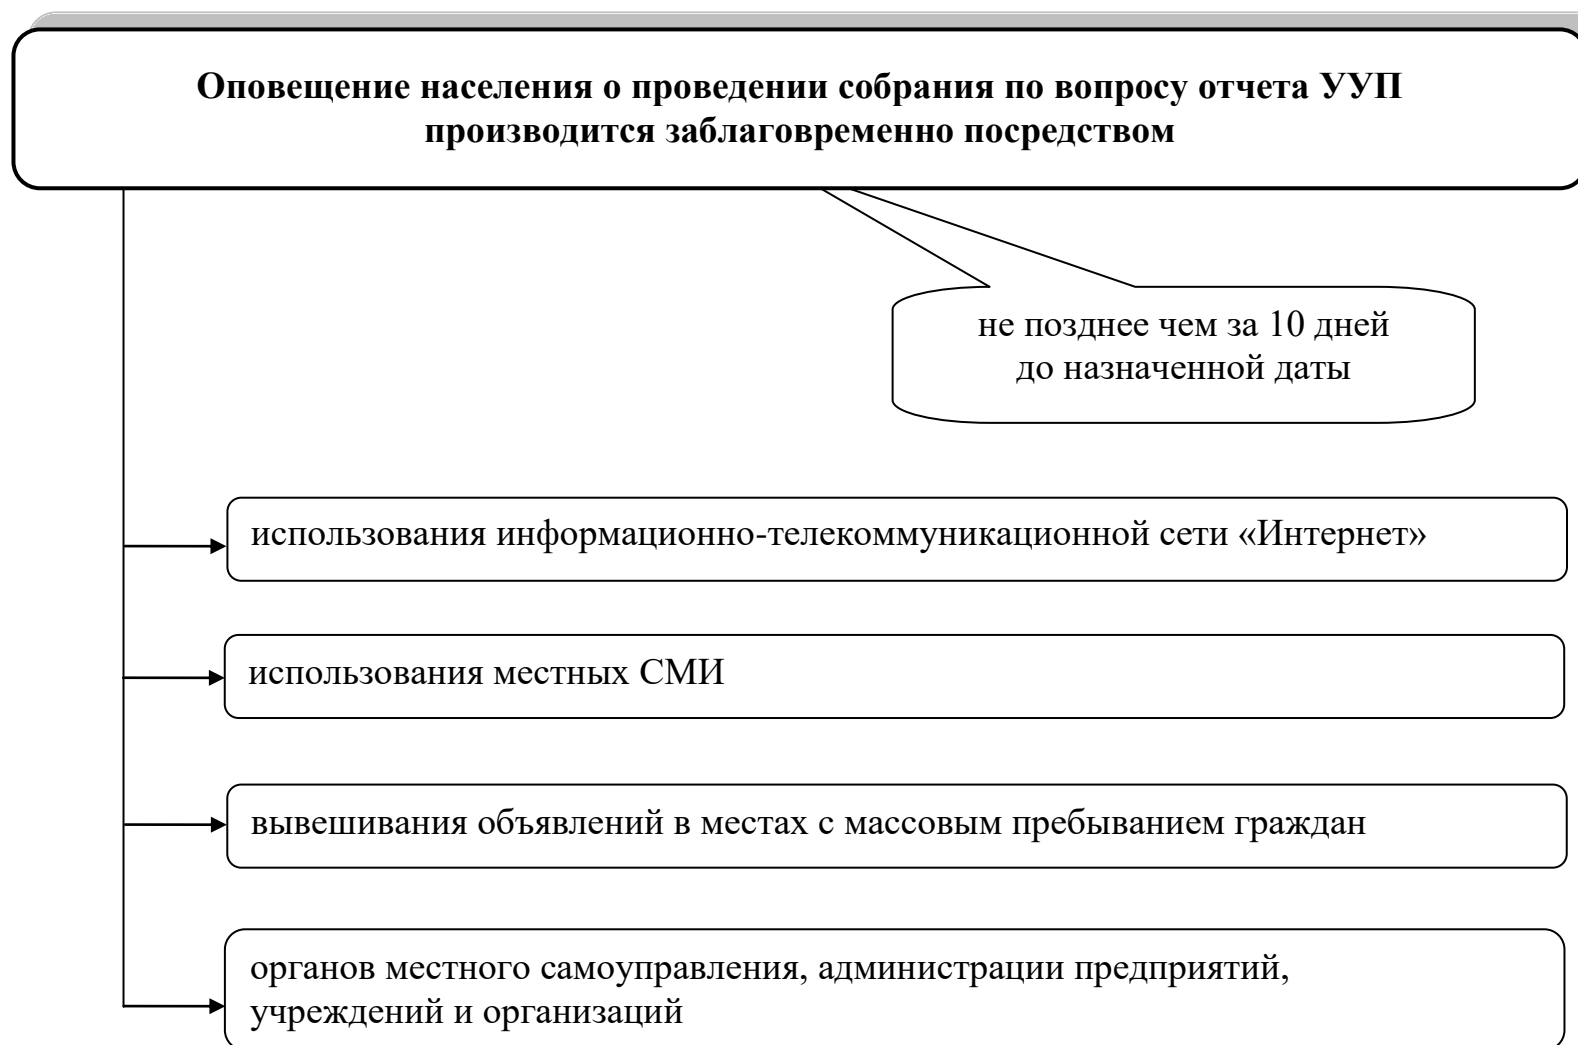 Оповещение населения о проведении собрания по вопросу отчета УУП
производится заблаговременно посредством
не позднее чем за 10 дней
до назначенной даты
использования информационно-телекоммуникационной сети «Интернет»
использования местных СМИ
вывешивания объявлений в местах с массовым пребыванием граждан
органов местного самоуправления, администрации предприятий,
учреждений и организаций